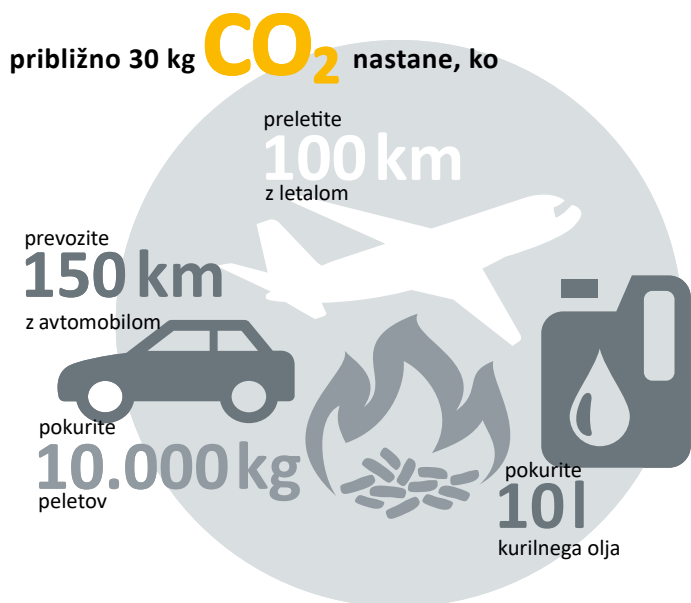 približno 30 kg CO₂ nastane, ko
preletite
100 km
z letalom
prevozite
150 km
z avtomobilom
pokurite
10.000 kg
peletov
pokurite
10 l
kurilnega olja